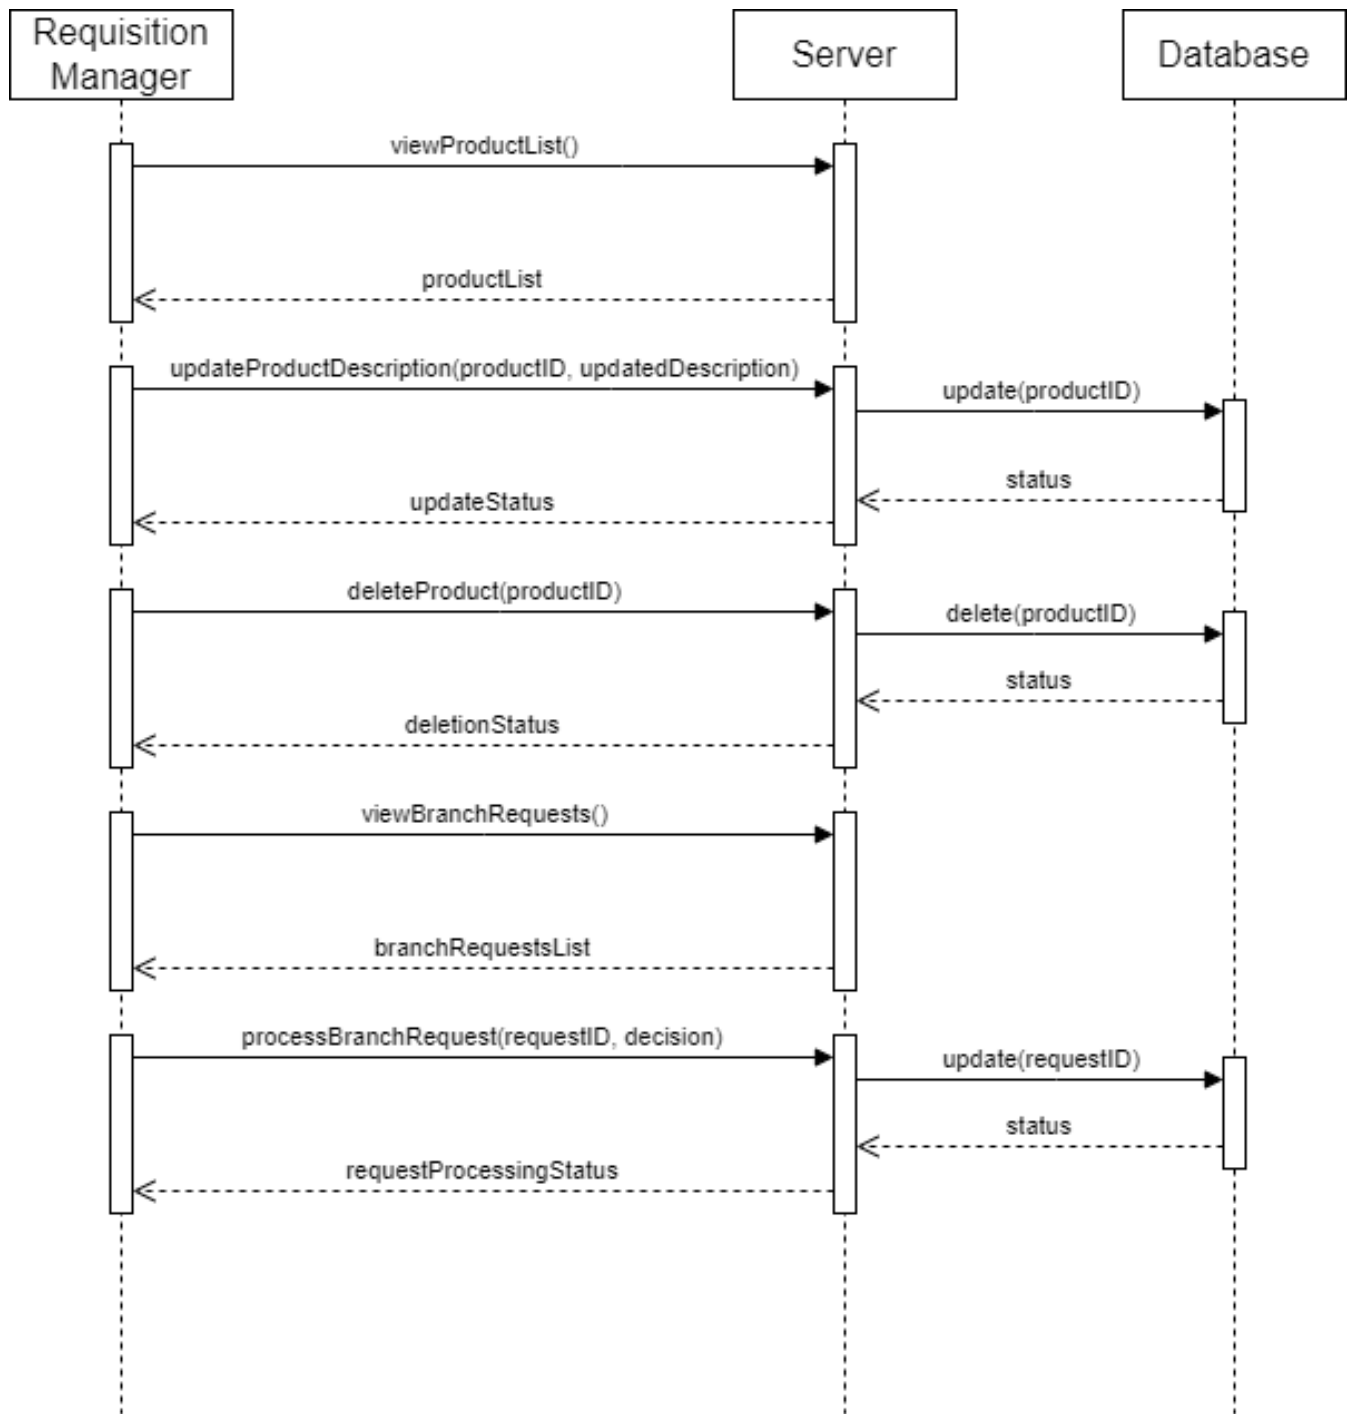 Requisition
Manager
Server
Database
viewProductList()
productList
updateProductDescription(productID, updatedDescription)
update(productID)
status
updateStatus
deleteProduct(productID)
delete(productID)
status
deletionStatus
viewBranchRequests()
branchRequestsList
processBranchRequest(requestID, decision)
update(requestID)
status
requestProcessingStatus